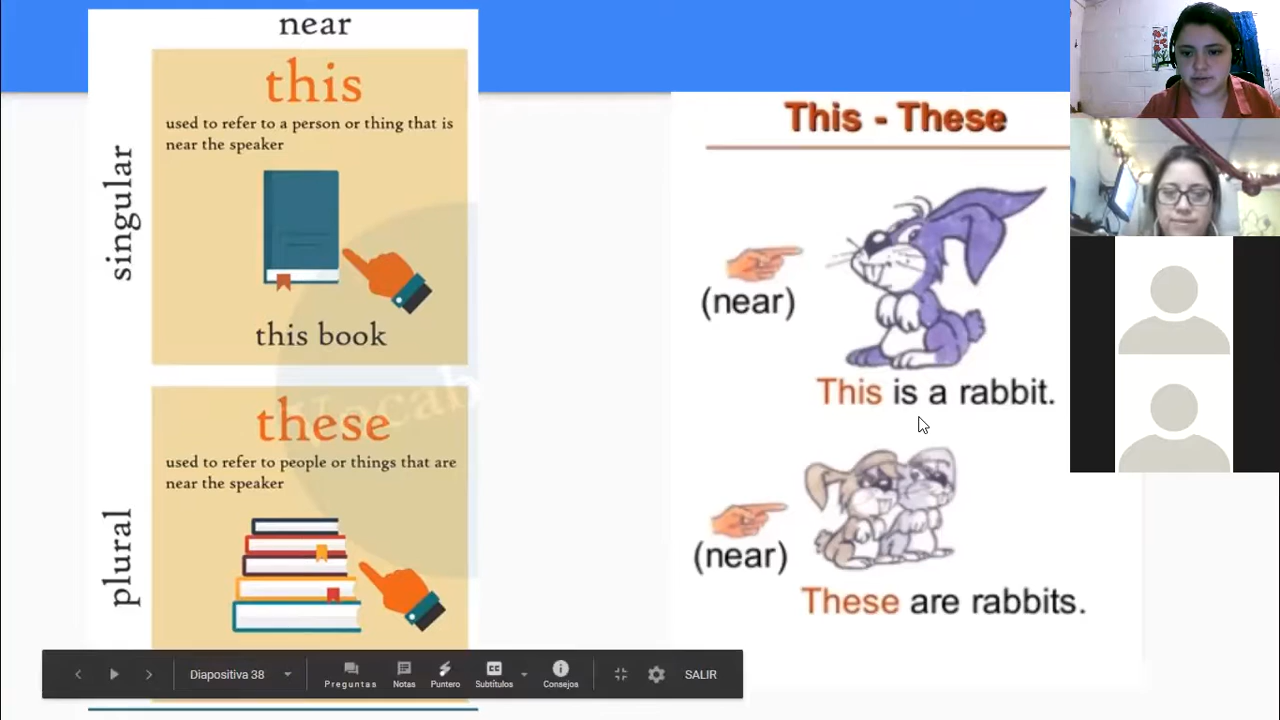 near
singular
this
used to refer to a person or thing that is
near the speaker
this book
plural
these
used to refer to people or things that are
near the speaker
Vocab
This - These
(near)
This is a rabbit.
(near)
These are rabbits.
Diapositiva 38
Preguntas
Notas
Puntero
Subtítulos
Consejos
SALIR